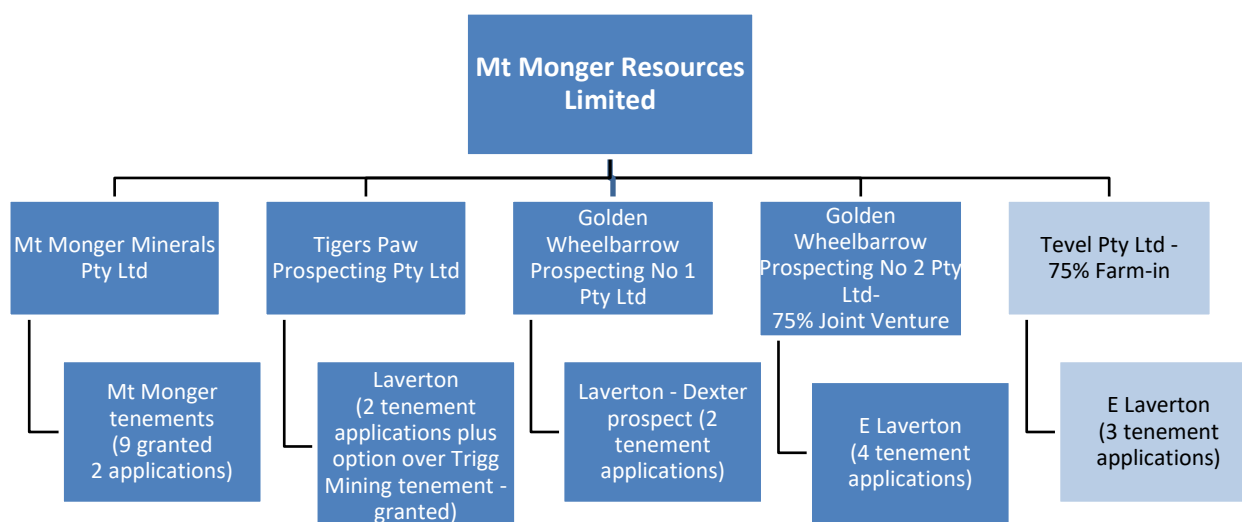 Mt Monger Resources
Limited
Mt Monger Minerals
Pty Ltd
Tigers Paw
Prospecting Pty Ltd
Golden
Wheelbarrow
Prospecting No 1
Pty Ltd
Golden
Wheelbarrow
Prospecting No 2 Pty
Ltd-
75% Joint Venture
Tevel Pty Ltd -
75% Farm-in
Mt Monger
tenements
(9 granted
2 applications)
Laverton
(2 tenement
applications plus
option over Trigg
Mining tenement -
granted)
Laverton - Dexter
prospect (2
tenement
applications)
E Laverton
(4 tenement
applications)
E Laverton
(3 tenement
applications)